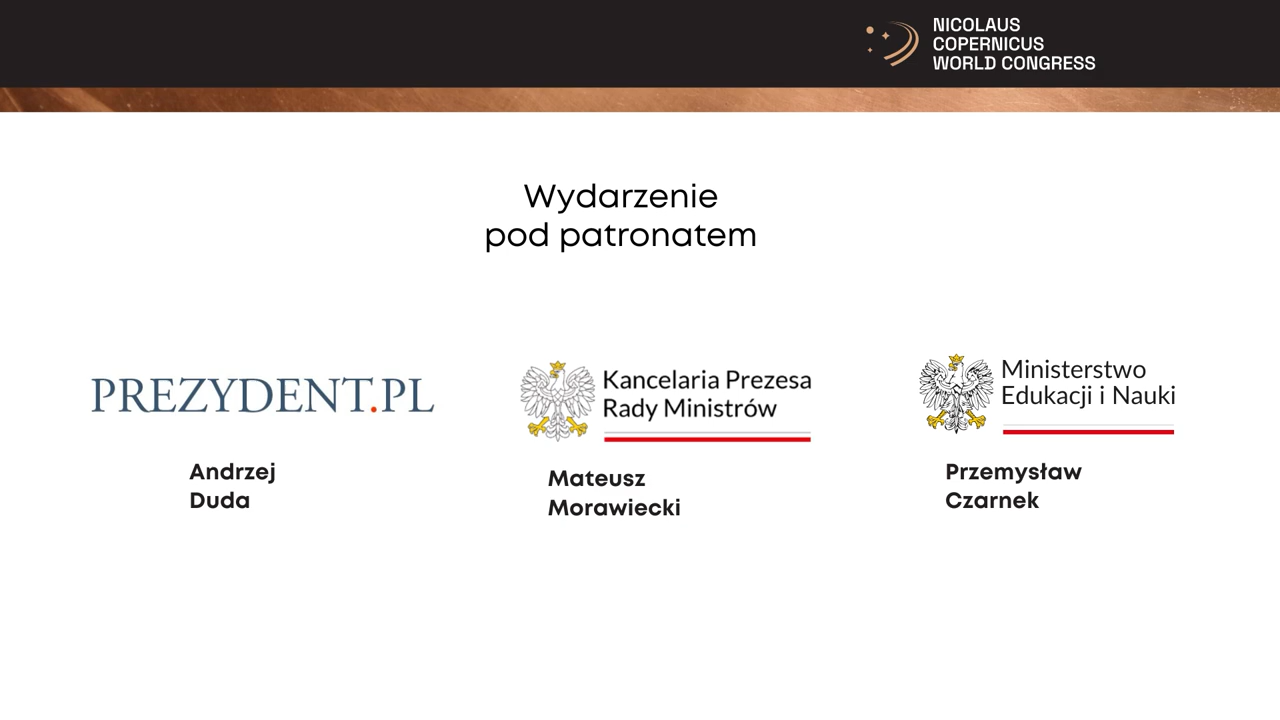 NICOLAUS
COPERNICUS
WORLD CONGRESS
Wydarzenie
pod patronatem
PREZYDENT.PL
Andrzej
Duda
Kancelaria Prezesa
Rady Ministrów
Mateusz
Morawiecki
Ministerstwo
Edukacji i Nauki
Przemysław
Czarnek